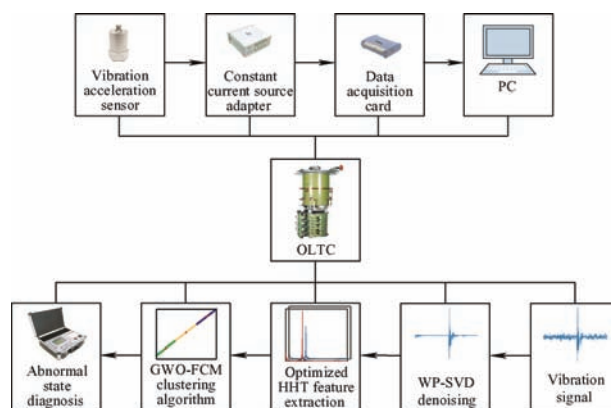 Vibration
acceleration
sensor
Constant
current source
adapter
Data
acquisition
card
PC
OLTC
Abnormal
state
diagnosis
GWO-FCM
clustering
algorithm
Optimized
HHT feature
extraction
WP-SVD
denoising
Vibration
signal